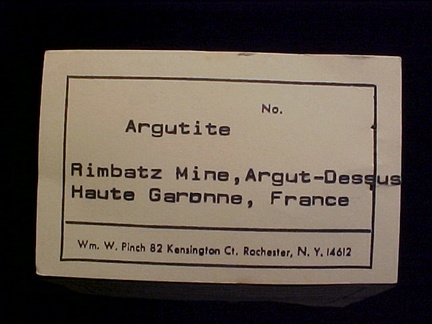 No.
Argutite
Rimbatz Mine,Argut-Dessus
Haute Garonne, France
Wm. W. Pinch 82 Kensington Ct. Rochester, N. Y. 14612